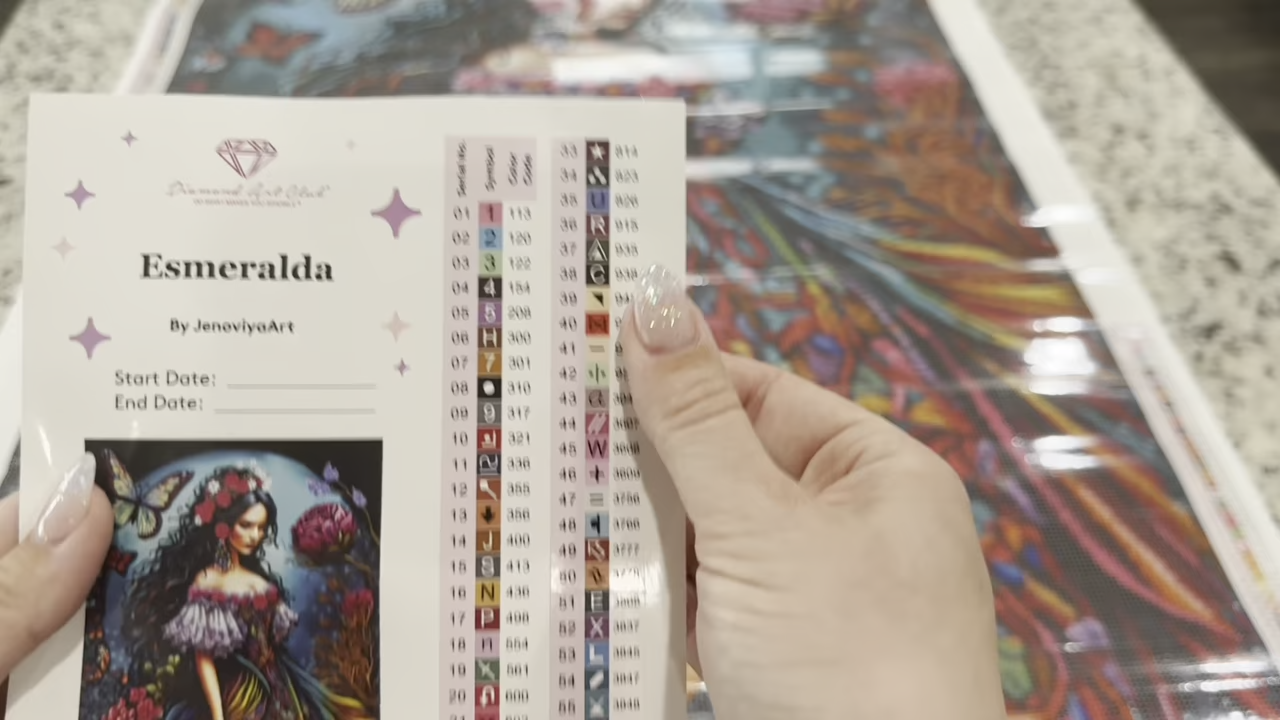 Diamond Art Club
Esmeralda
By JenoviyaArt
Start Date:
End Date:
Serial No. Symbol Color Code
01 1 113
02 2 120
03 3 122
04 4 154
05 5 208
06 H 300
07 7 301
08 310
09 9 317
10 321
11 336
12 355
13 356
14 J 400
15 8 413
16 N 436
17 P 498
18 n 554
19 561
20 600
33 814
34 823
35 U 826
36 R 915
37 935
38 938
39
40
41
42
43
44
45 W
46
47 3756
48
49 3777
50
51 E
52 X 3837
53 L 3845
54
55